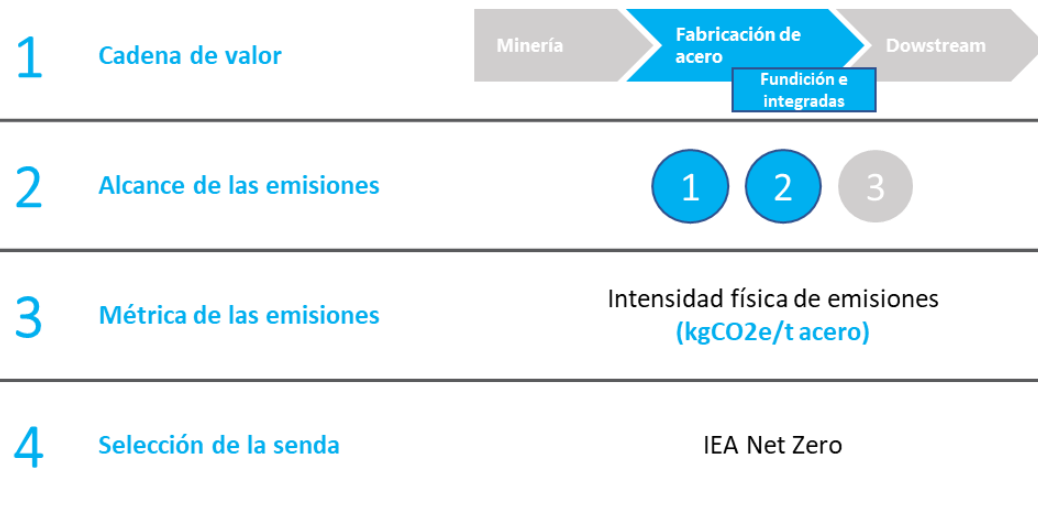 1
Cadena de valor
Minería
Fabricación de
acero
Dowstream
Fundición e
integradas
2
Alcance de las emisiones
1
2
3
3
Métrica de las emisiones
Intensidad física de emisiones
(kgCO2e/t acero)
4
Selección de la senda
IEA Net Zero